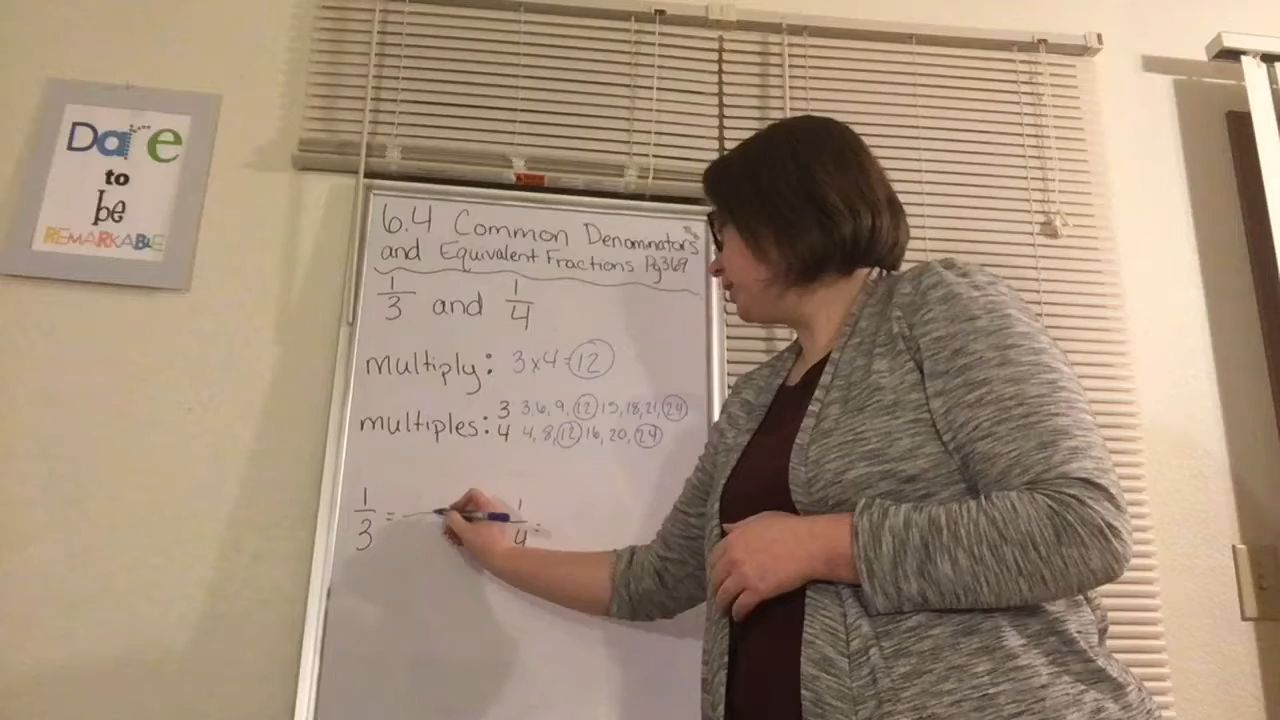 Dare
to
be
REMARKABLE
6.4 Common Denominators
and Equivalent Fractions Pg 369
1/3 and 1/4
multiply: 3x4=12
multiples: 3 3, 6, 9, 12 15, 18, 21, 24
4 4, 8, 12 16, 20, 24
1/3 = 1/4 =